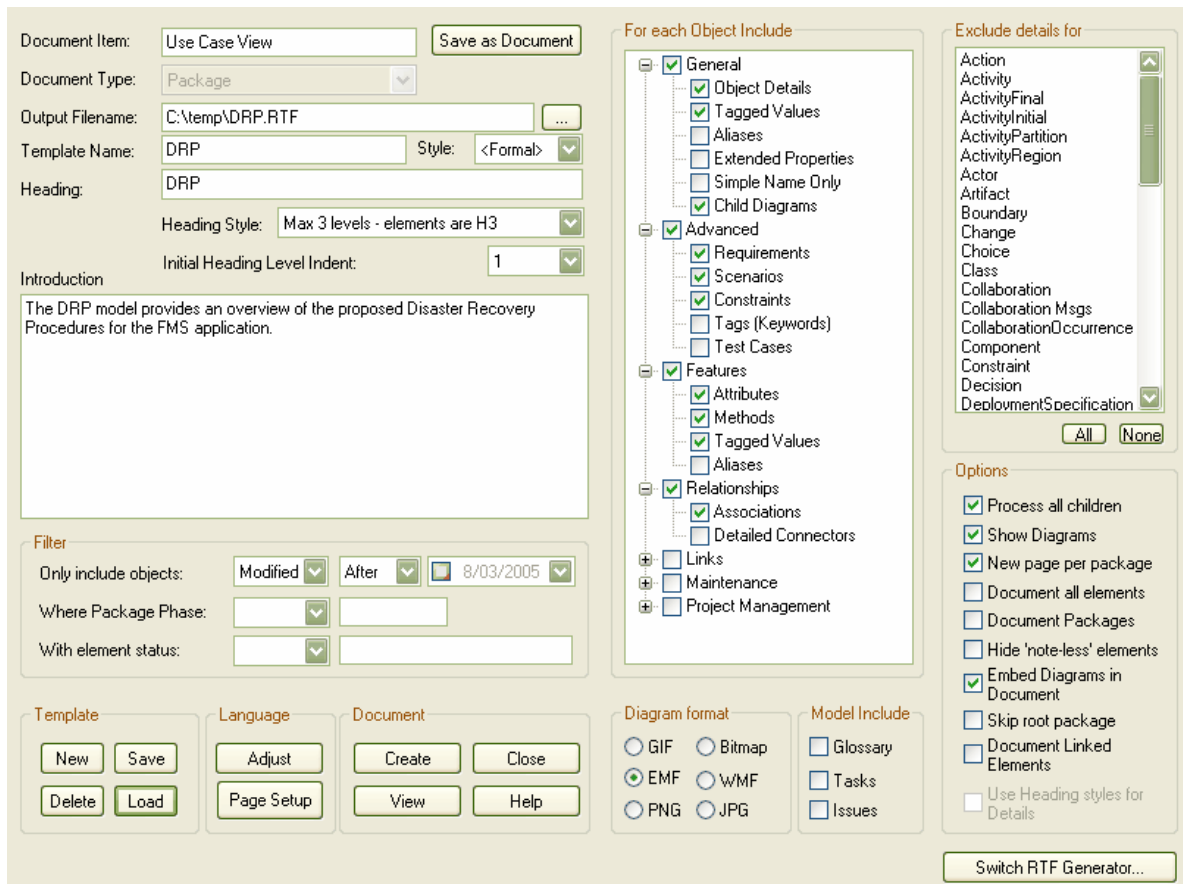 Document Item:
Use Case View
Save as Document
Document Type:
Package
Output Filename:
C:\temp\DRP.RTF
...
Template Name:
DRP
Style:
<Formal>
Heading:
DRP
Heading Style:
Max 3 levels - elements are H3
Initial Heading Level Indent:
1
Introduction
The DRP model provides an overview of the proposed Disaster Recovery
Procedures for the FMS application.
Filter
Only include objects:
Modified
After
8/03/2005
Where Package Phase:
With element status:
Template
New
Save
Delete
Load
Language
Adjust
Page Setup
Document
Create
Close
View
Help
For each Object Include
General
Object Details
Tagged Values
Aliases
Extended Properties
Simple Name Only
Child Diagrams
Advanced
Requirements
Scenarios
Constraints
Tags (Keywords)
Test Cases
Features
Attributes
Methods
Tagged Values
Aliases
Relationships
Associations
Detailed Connectors
Links
Maintenance
Project Management
Diagram format
GIF
Bitmap
EMF
WMF
PNG
JPG
Model Include
Glossary
Tasks
Issues
Exclude details for
Action
Activity
ActivityFinal
ActivityInitial
ActivityPartition
ActivityRegion
Actor
Artifact
Boundary
Change
Choice
Class
Collaboration
Collaboration Msgs
CollaborationOccurrence
Component
Constraint
Decision
DeploymentSpecification
All
None
Options
Process all children
Show Diagrams
New page per package
Document all elements
Document Packages
Hide 'note-less' elements
Embed Diagrams in
Document
Skip root package
Document Linked
Elements
Use Heading styles for
Details
Switch RTF Generator...